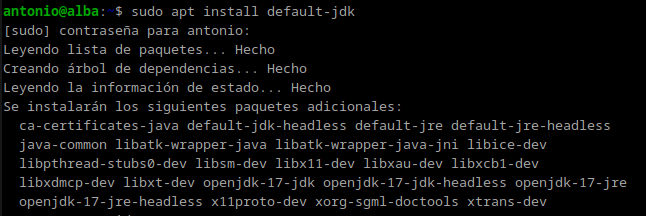 antonio@alba:~$ sudo apt install default-jdk
[sudo] contraseña para antonio:
Leyendo lista de paquetes... Hecho
Creando árbol de dependencias... Hecho
Leyendo la información de estado... Hecho
Se instalarán los siguientes paquetes adicionales:
ca-certificates-java default-jdk-headless default-jre default-jre-headless
java-common libatk-wrapper-java libatk-wrapper-java-jni libice-dev
libpthread-stubs0-dev libsm-dev libx11-dev libxau-dev libxcb1-dev
libxdmcp-dev libxt-dev openjdk-17-jdk openjdk-17-jdk-headless openjdk-17-jre
openjdk-17-jre-headless x11proto-dev xorg-sgml-doctools xtrans-dev